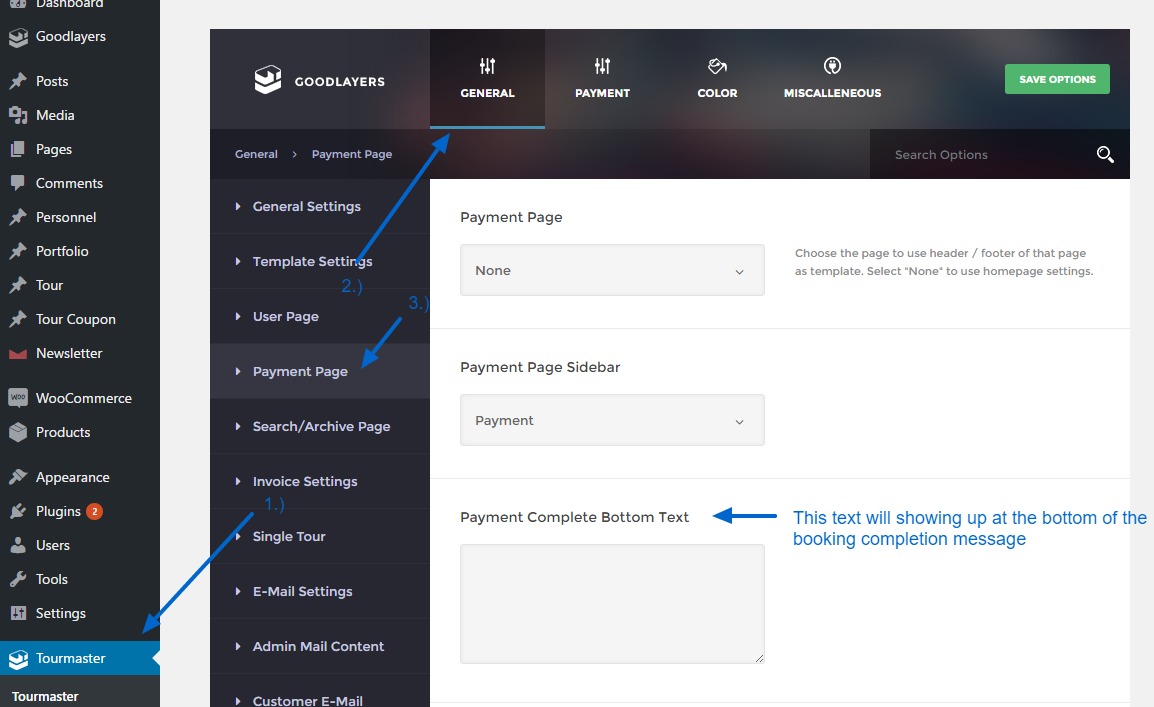 Dashboard
Goodlayers
Posts
Media
Pages
Comments
Personnel
Portfolio
Tour
Tour Coupon
Newsletter
WooCommerce
Products
Appearance
Plugins 2
Users
Tools
Settings
Tourmaster
Tourmaster
GOODLAYERS
GENERAL
PAYMENT
COLOR
MISCALLENEOUS
SAVE OPTIONS
General > Payment Page
Search Options
General Settings
Template Settings
2.)
3.)
User Page
Payment Page
Search/Archive Page
Invoice Settings
1.)
Single Tour
E-Mail Settings
Admin Mail Content
Customer E-Mail
Payment Page
None
Choose the page to use header / footer of that page
as template. Select "None" to use homepage settings.
Payment Page Sidebar
Payment
Payment Complete Bottom Text
This text will showing up at the bottom of the
booking completion message